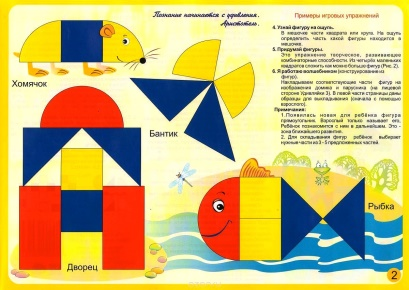 Познание начинается с удивления.
Аристотель.
Примеры игровых упражнений
4. Узнай фигуру на ощупь.
В мешочке части квадрата или круга. На ощупь
определить часть какой фигуры находится в
мешочке.
5. Придумай фигуры.
Это упражнение творческое, развивающее
комбинаторные способности. Из четырёх маленьких
квадратов сложить как можно больше фигур (Рис. 2).
6. Я работаю волшебником (конструирование из
фигур).
Накладываем соответствующие части фигур на
изображения домика и парусника (на лицевой
стороне Удивляйки 3). В левой части страницы даны
образцы для выкладывания (сначала с помощью
взрослого).
Примечания:
1.Появилась новая для ребёнка фигура
прямоугольник. Взрослый только называет его.
Ребёнок познакомится с ним в дальнейшем. Это -
зона ближайшего развития.
2. Для складывания фигур ребёнок выбирает
нужные части из 3 - 5 предложенных частей.
Хомячок
Бантик
Рыбка
Дворец
2